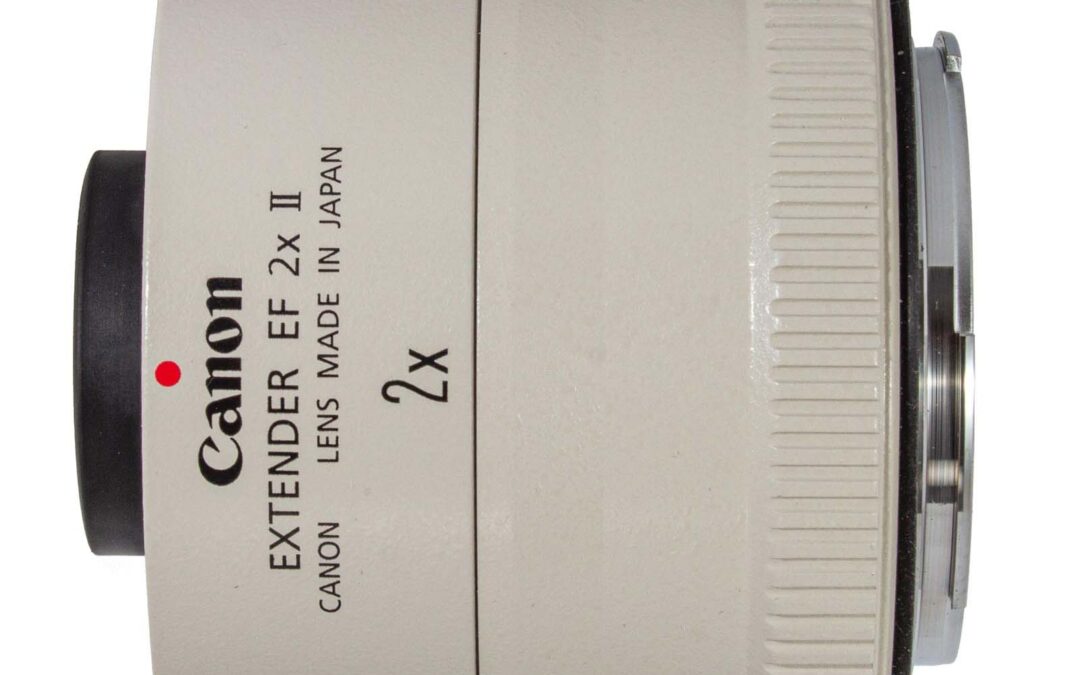 Canon
EXTENDER EF 2x II
CANON LENS MADE IN JAPAN
2x